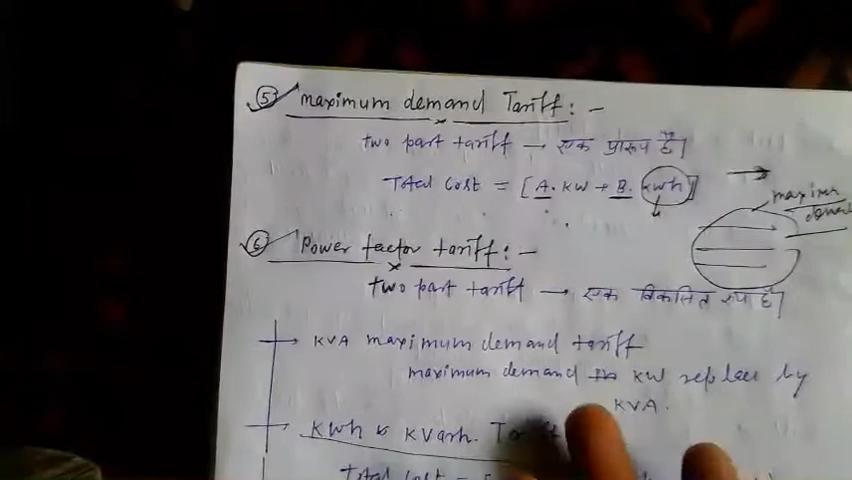 ⑤ maximum demand Tariff : -
two part tariff → एक प्रारूप है।
Total cost = [A. KW + B. Kwh]
maximum demand
⑥ Power factor tariff : -
two part tariff → एक विकसित रूप है।
→ KVA maximum demand tariff
maximum demand in KW replace by
KVA.
→ Kwh & KVarh.
Total cost =